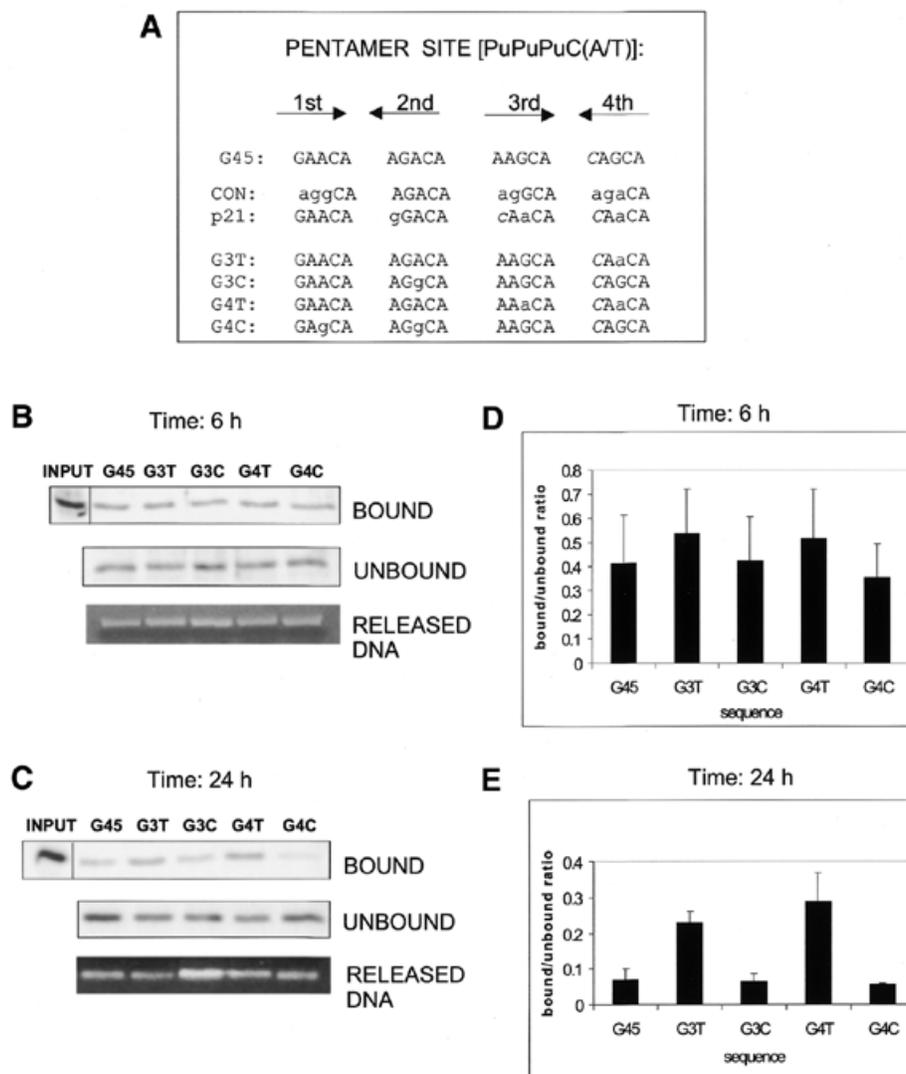 A
PENTAMER SITE [PuPuPuC(A/T)]:
1st 2nd 3rd 4th
G45: GAACA AGACA AAGCA CAGCA
CON: aggCA AGACA agGCA agaCA
p21: GAACA gGACA cAaCA CAaCA
G3T: GAACA AGACA AAGCA CAaCA
G3C: GAACA AGgCA AAGCA CAGCA
G4T: GAACA AGACA AAaCA CAaCA
G4C: GAgCA AGgCA AAGCA CAGCA
B
Time: 6 h
INPUT G45 G3T G3C G4T G4C
BOUND
UNBOUND
RELEASED
DNA
D
Time: 6 h
bound/unbound ratio
0.8
0.7
0.6
0.5
0.4
0.3
0.2
0.1
0
G45 G3T G3C G4T G4C
sequence
C
Time: 24 h
INPUT G45 G3T G3C G4T G4C
BOUND
UNBOUND
RELEASED
DNA
E
Time: 24 h
bound/unbound ratio
0.4
0.3
0.2
0.1
0
G45 G3T G3C G4T G4C
sequence